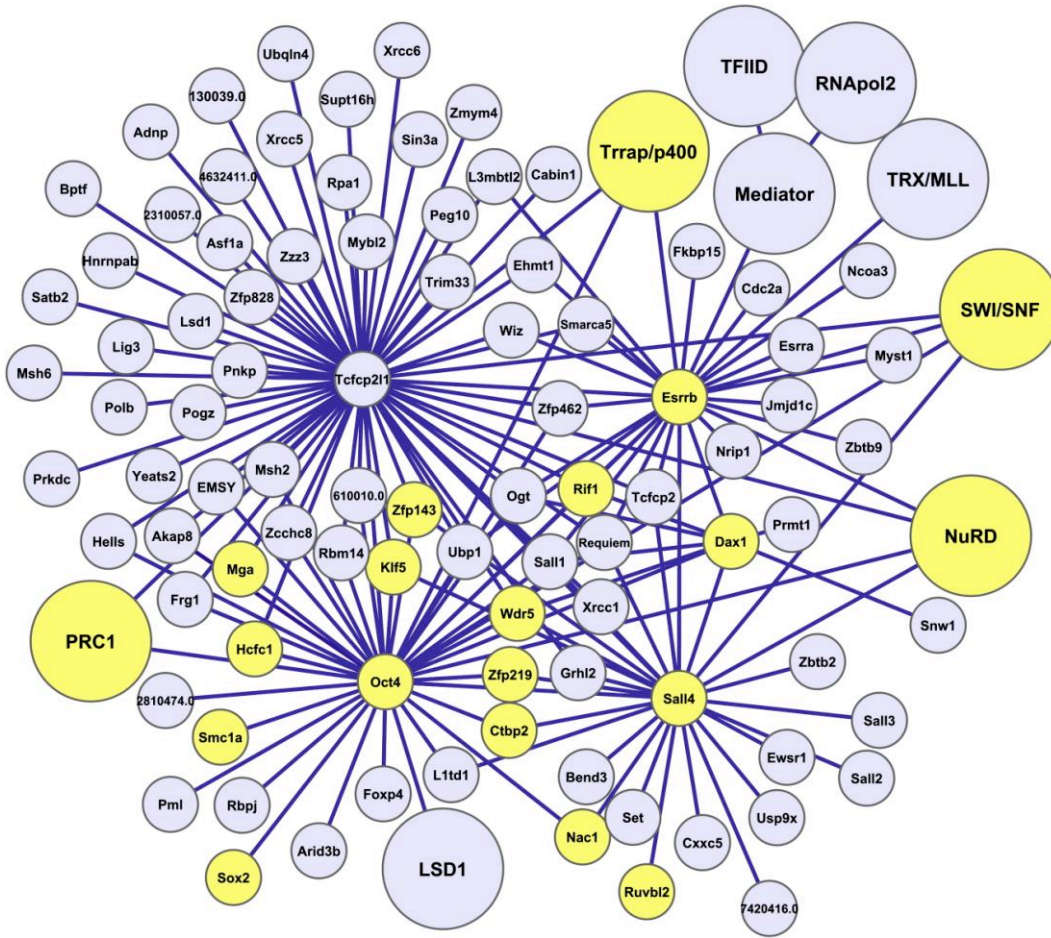 Ubqln4
Xrcc6
TFIID
RNApol2
130039.0
Supt16h
Zmym4
Adnp
Xrcc5
Sin3a
Trrap/p400
4632411.0
Rpa1
L3mbtl2
Cabin1
TRX/MLL
Bptf
Mediator
2310057.0
Asf1a
Zzz3
Mybl2
Peg10
Hnrnpab
Fkbp15
Ehmt1
Ncoa3
Trim33
Cdc2a
Satb2
Zfp828
Lsd1
SWI/SNF
Wiz
Smarca5
Lig3
Esrra
Myst1
Msh6
Pnkp
Tcfcp2l1
Esrrb
Polb
Pogz
Zfp462
Jmjd1c
Zbtb9
Nrip1
Prkdc
Yeats2
Msh2
EMSY
610010.0
Ogt
Rif1
Tcfcp2
Zfp143
Prmt1
Hells
Akap8
Zcchc8
Rbm14
Ubp1
Requiem
Dax1
NuRD
Mga
Klf5
Sall1
Frg1
Xrcc1
Wdr5
Snw1
PRC1
Hcfc1
Oct4
Zfp219
Grhl2
Zbtb2
Sall4
2810474.0
Smc1a
Ctbp2
Sall3
Ewsr1
L1td1
Bend3
Sall2
Pml
Rbpj
Foxp4
Set
Usp9x
Nac1
Cxxc5
Arid3b
LSD1
Sox2
Ruvbl2
7420416.0